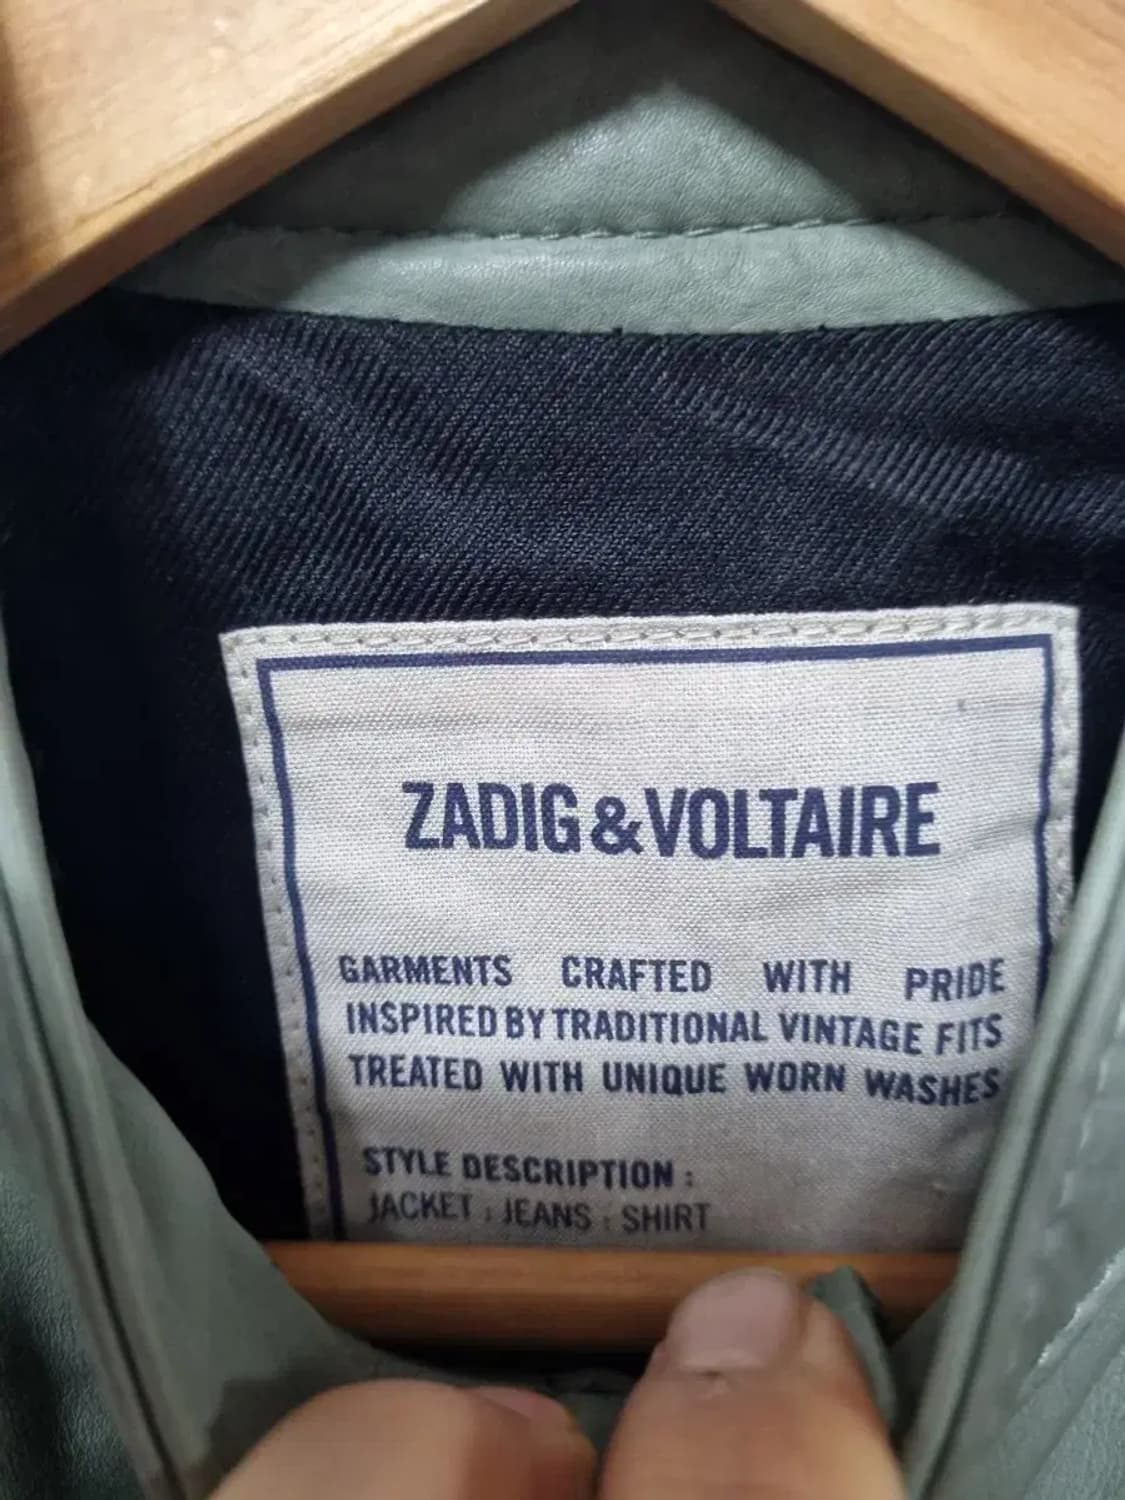 ZADIG & VOLTAIRE
GARMENTS CRAFTED WITH PRIDE
INSPIRED BY TRADITIONAL VINTAGE FITS
TREATED WITH UNIQUE WORN WASHES
STYLE DESCRIPTION :
JACKET : JEANS : SHIRT